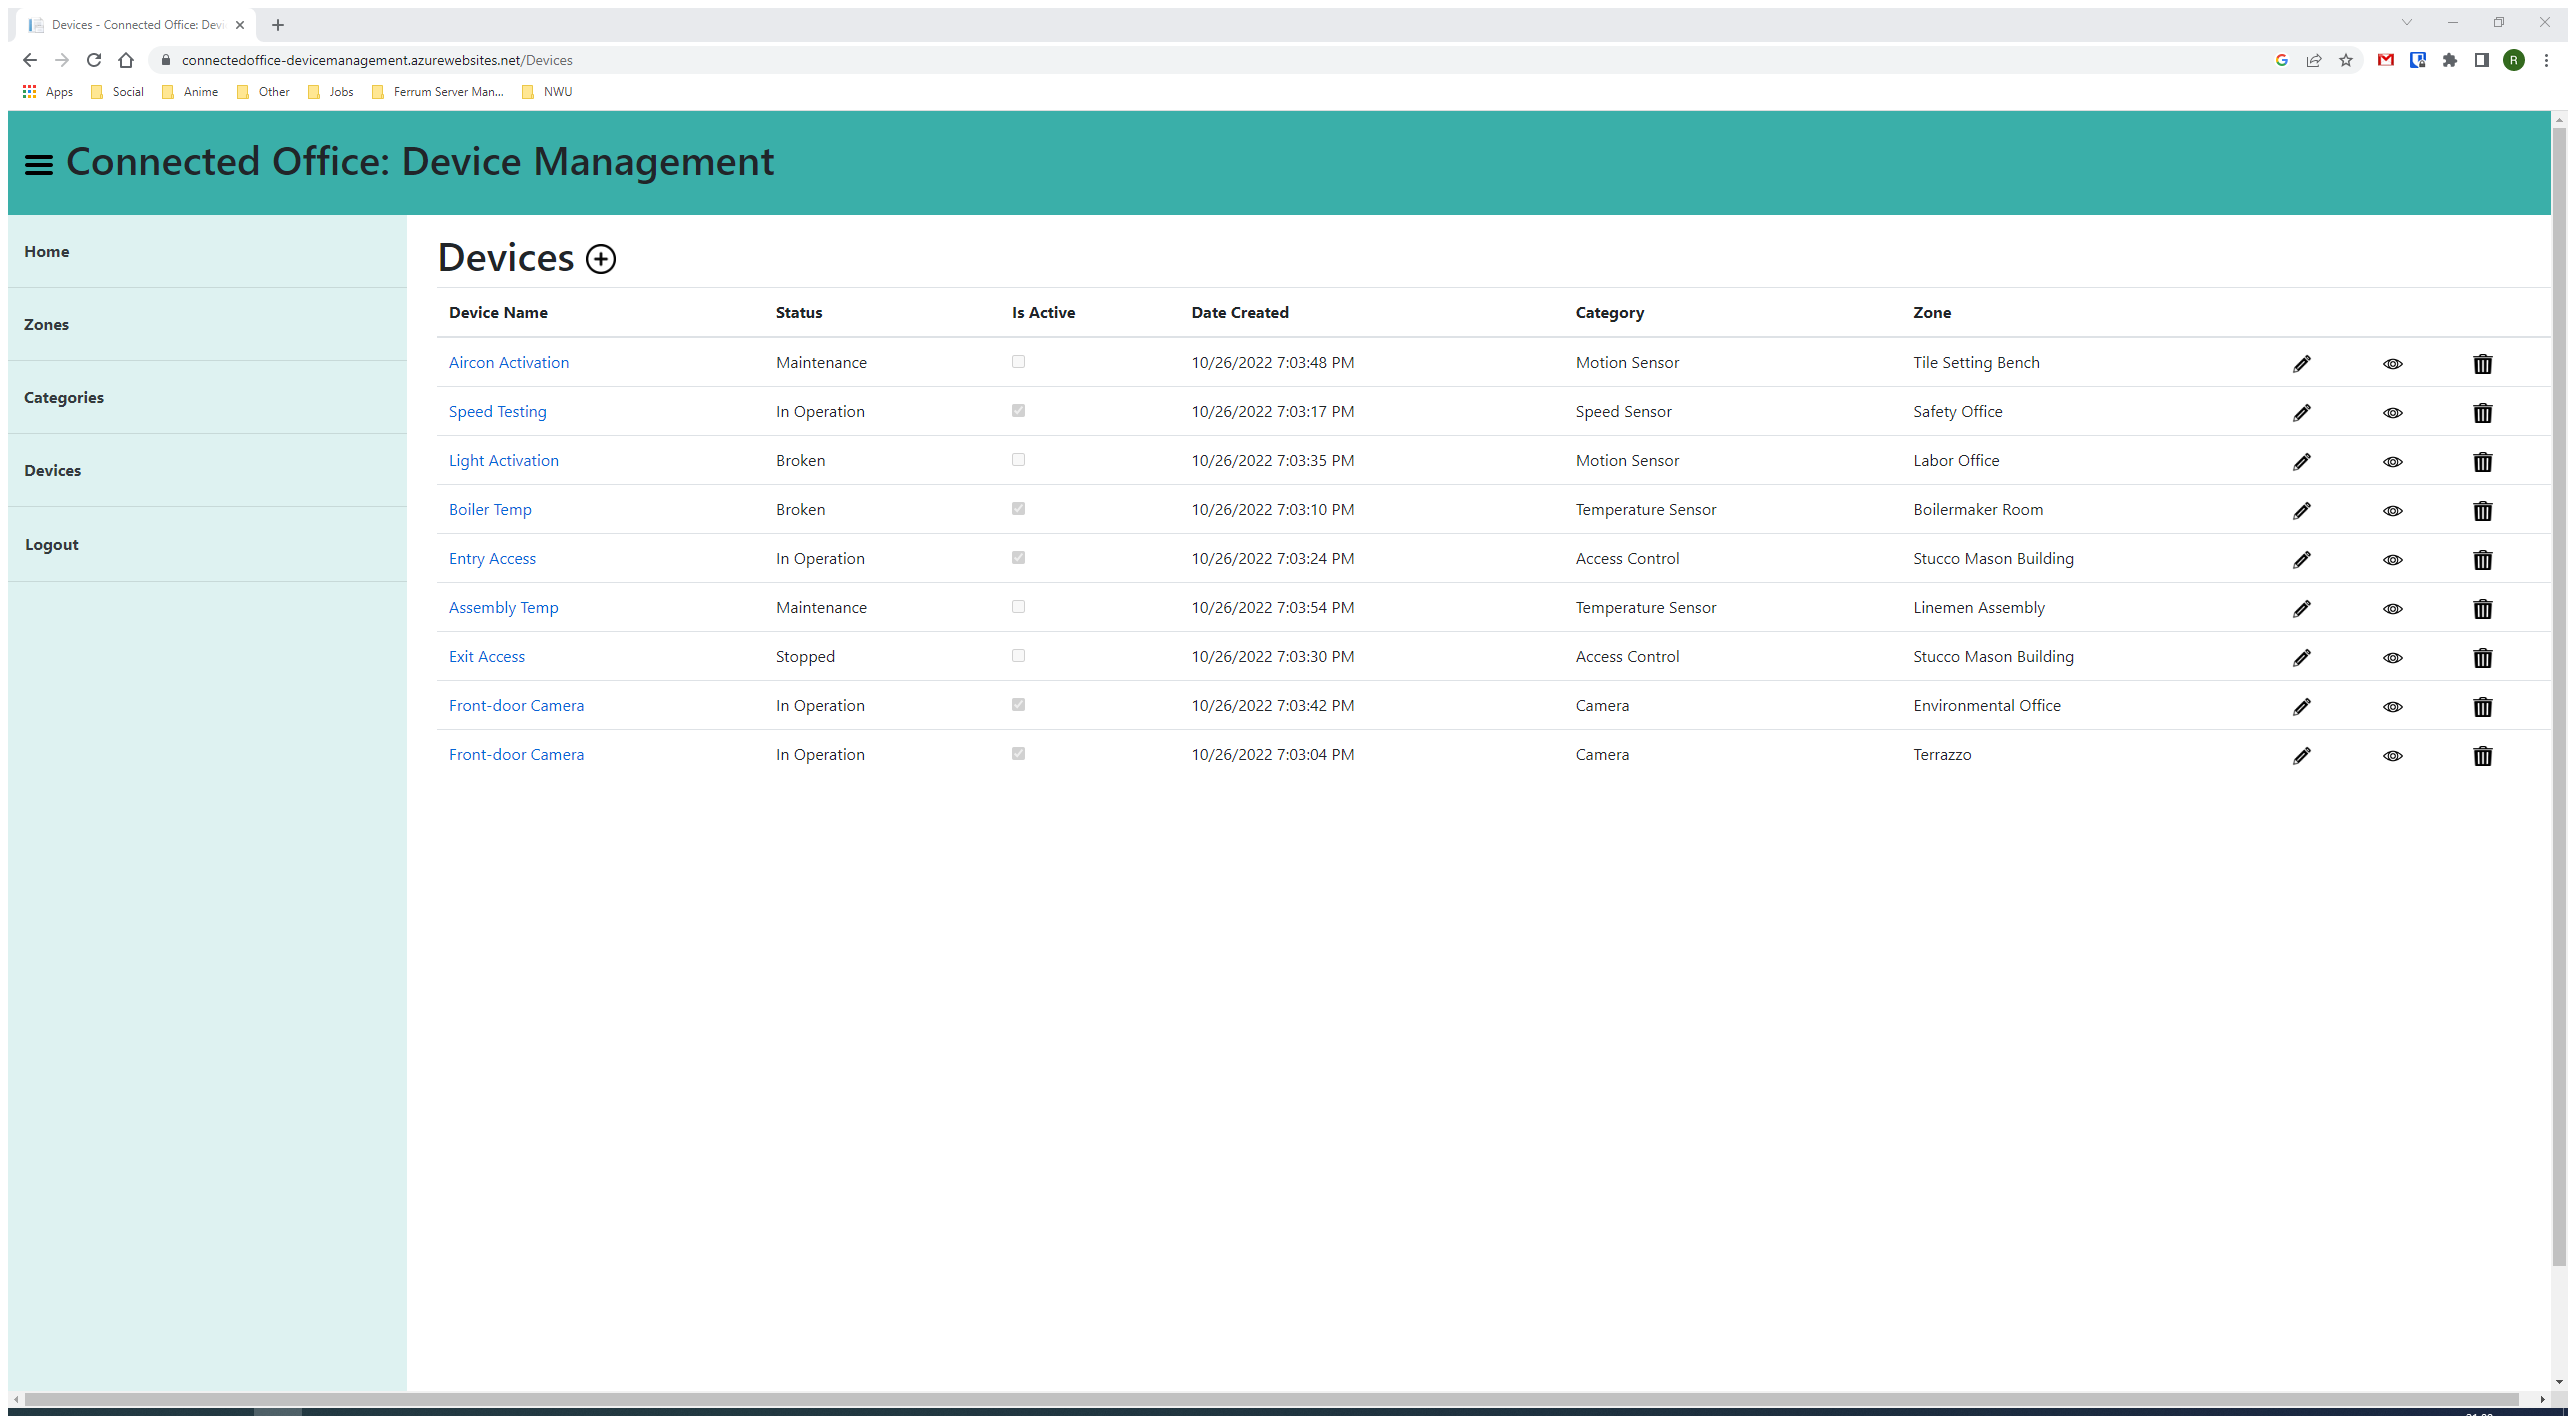 Devices - Connected Office: Devi
connectedoffice-devicemanagement.azurewebsites.net/Devices
R
Apps Social Anime Other Jobs Ferrum Server Man... NWU
Connected Office: Device Management
Home
Zones
Categories
Devices
Logout
Devices
Device Name Status Is Active Date Created Category Zone
Aircon Activation Maintenance 10/26/2022 7:03:48 PM Motion Sensor Tile Setting Bench
Speed Testing In Operation 10/26/2022 7:03:17 PM Speed Sensor Safety Office
Light Activation Broken 10/26/2022 7:03:35 PM Motion Sensor Labor Office
Boiler Temp Broken 10/26/2022 7:03:10 PM Temperature Sensor Boilermaker Room
Entry Access In Operation 10/26/2022 7:03:24 PM Access Control Stucco Mason Building
Assembly Temp Maintenance 10/26/2022 7:03:54 PM Temperature Sensor Linemen Assembly
Exit Access Stopped 10/26/2022 7:03:30 PM Access Control Stucco Mason Building
Front-door Camera In Operation 10/26/2022 7:03:42 PM Camera Environmental Office
Front-door Camera In Operation 10/26/2022 7:03:04 PM Camera Terrazzo